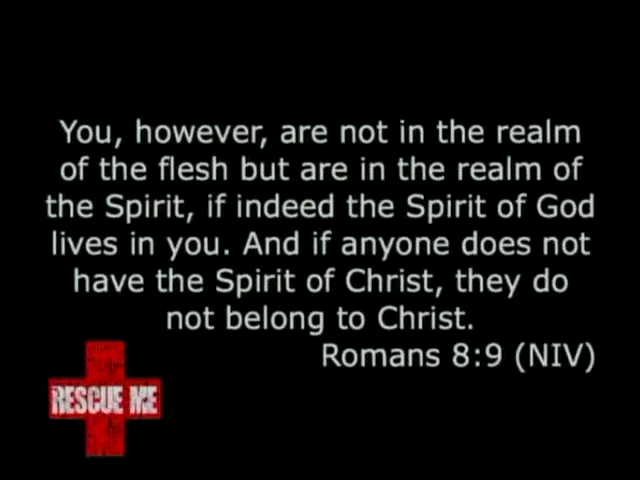 You, however, are not in the realm
of the flesh but are in the realm of
the Spirit, if indeed the Spirit of God
lives in you. And if anyone does not
have the Spirit of Christ, they do
not belong to Christ.
Romans 8:9 (NIV)
RESCUE ME